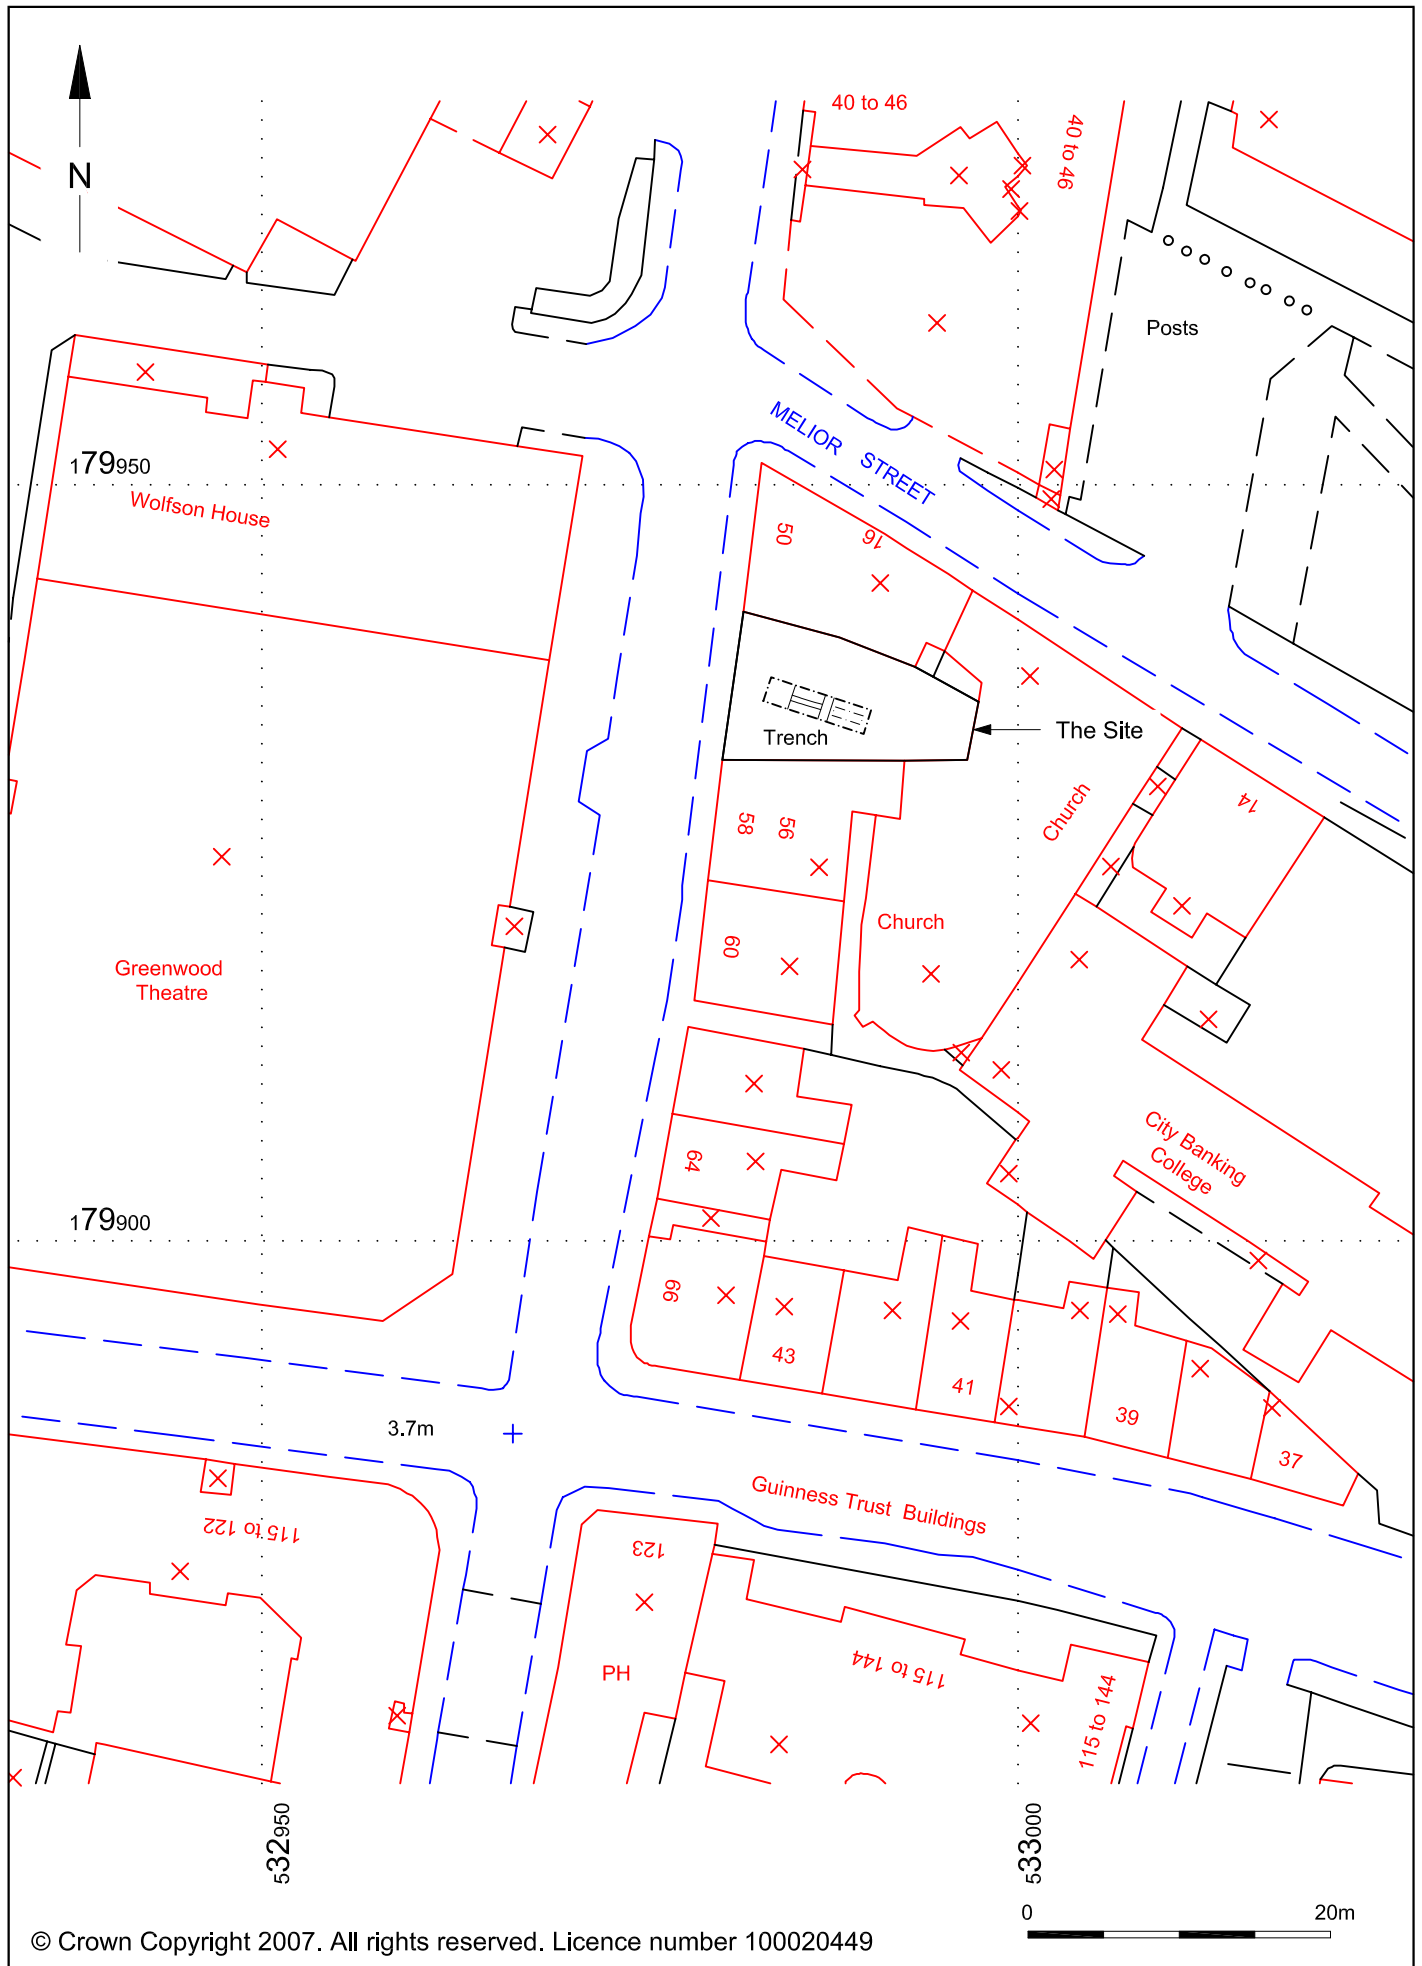 40 to 46
40 to 46
N
Posts
MELIOR STREET
179950
Wolfson House
50
16
The Site
Trench
14
58
56
Church
Church
60
Greenwood
Theatre
City Banking
College
64
179900
66
43
41
39
37
3.7m
Guinness Trust Buildings
115 to 122
123
PH
115 to 144
115 to 144
532950
533000
0
20m
© Crown Copyright 2007. All rights reserved. Licence number 100020449